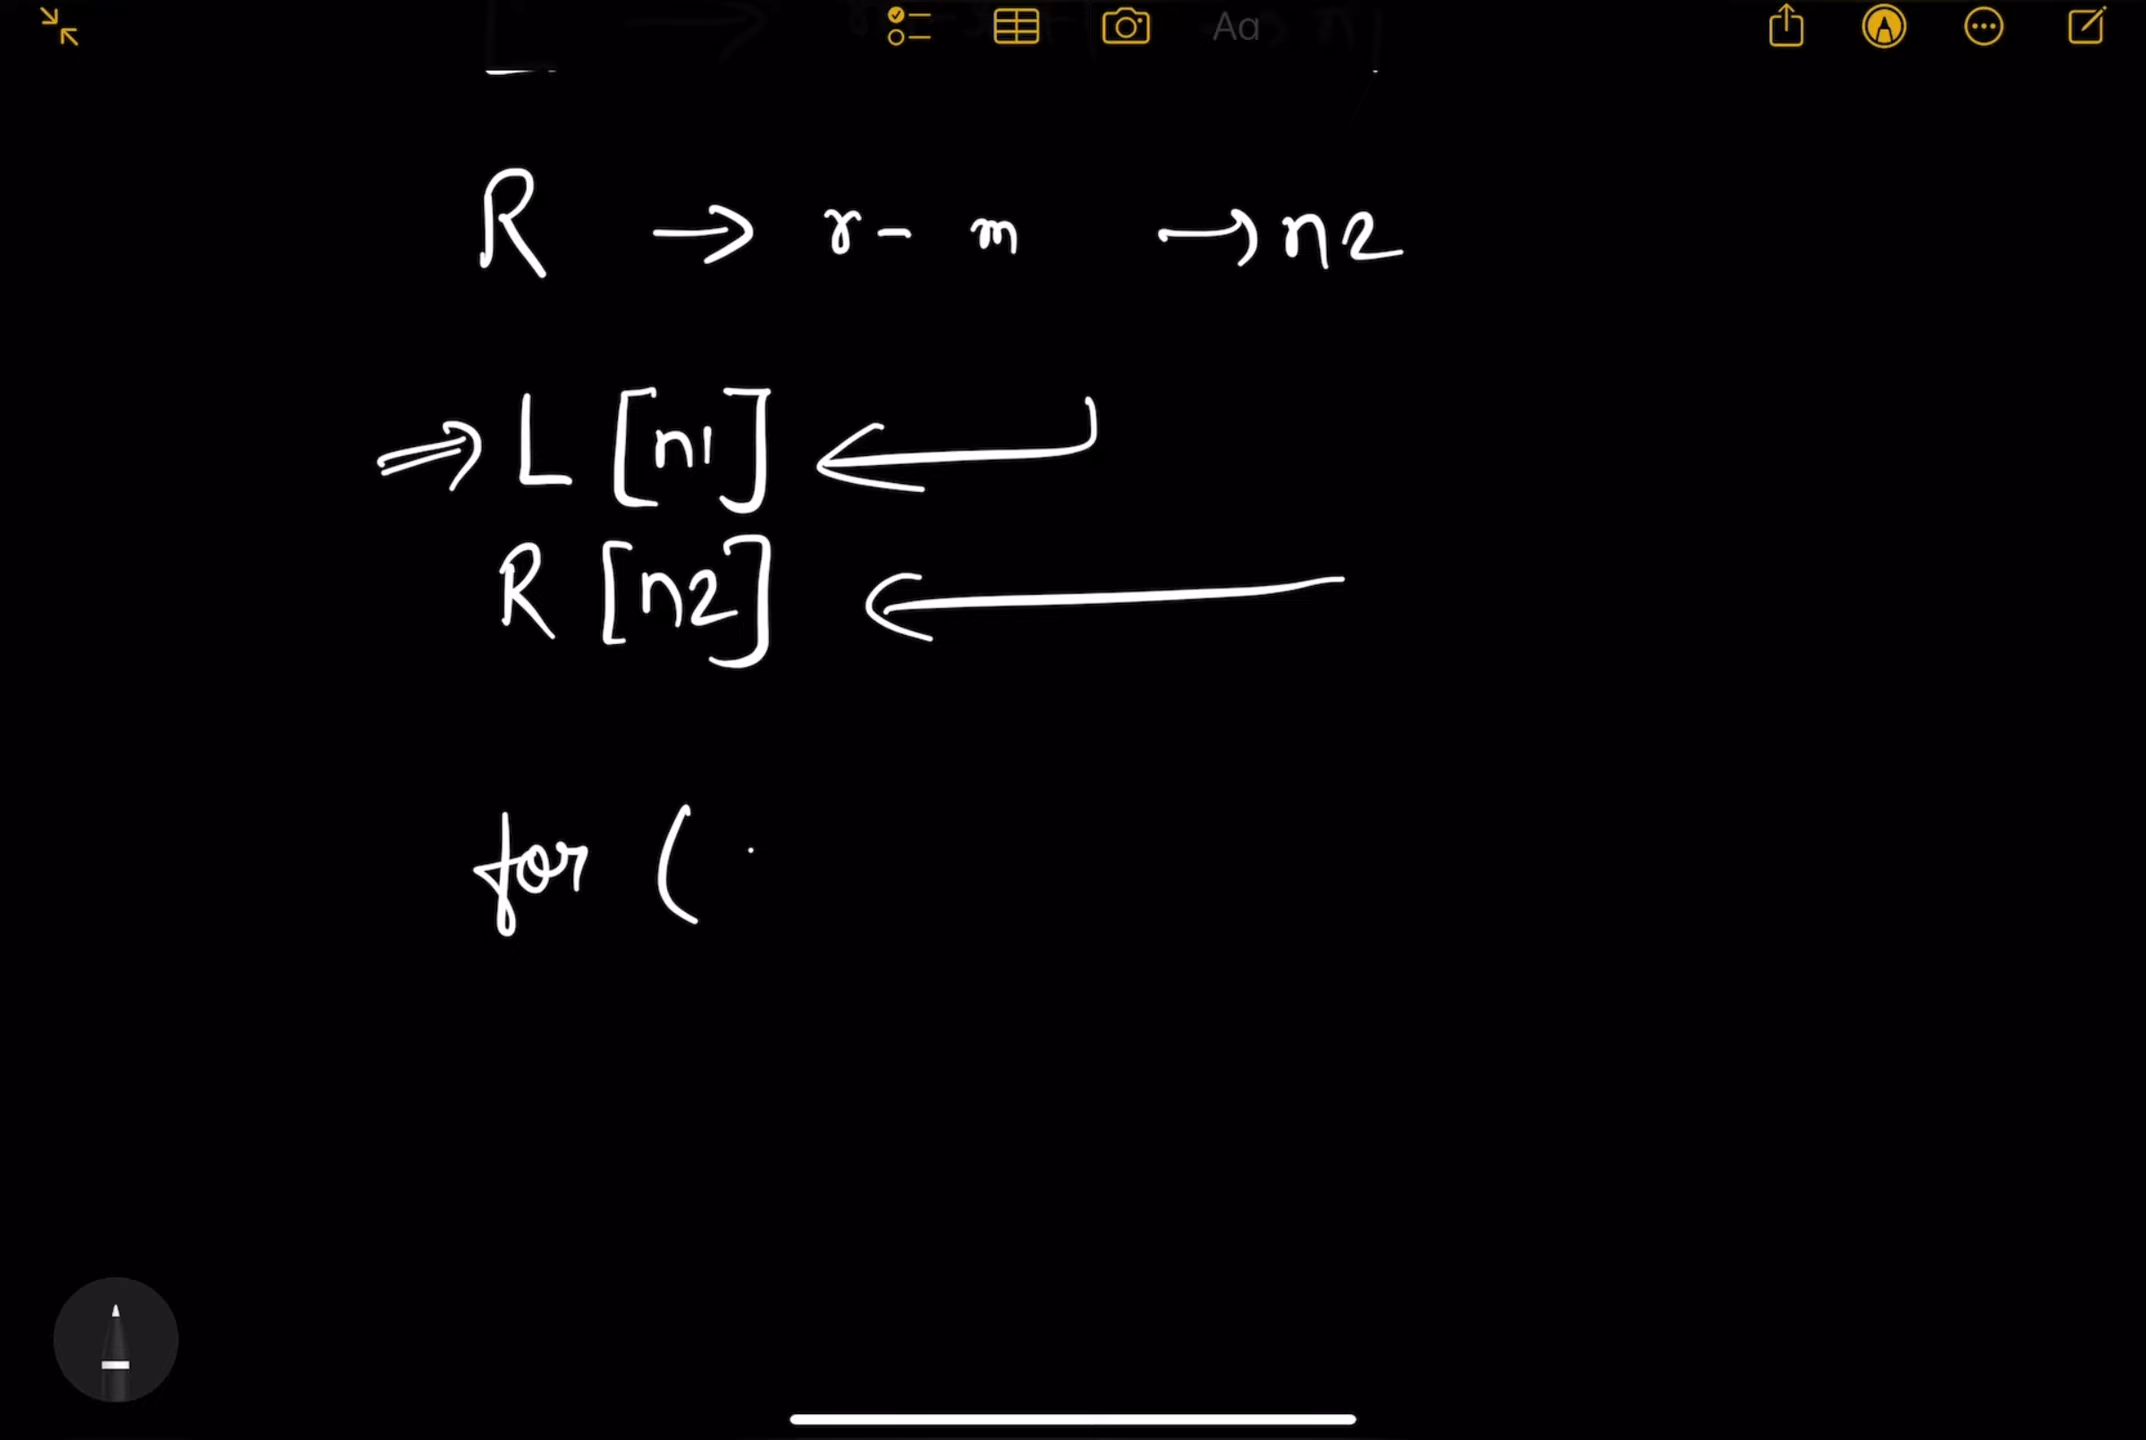 Aa
R → r - m → n2
⇒ L [n1] ←
R [n2] ←
for (